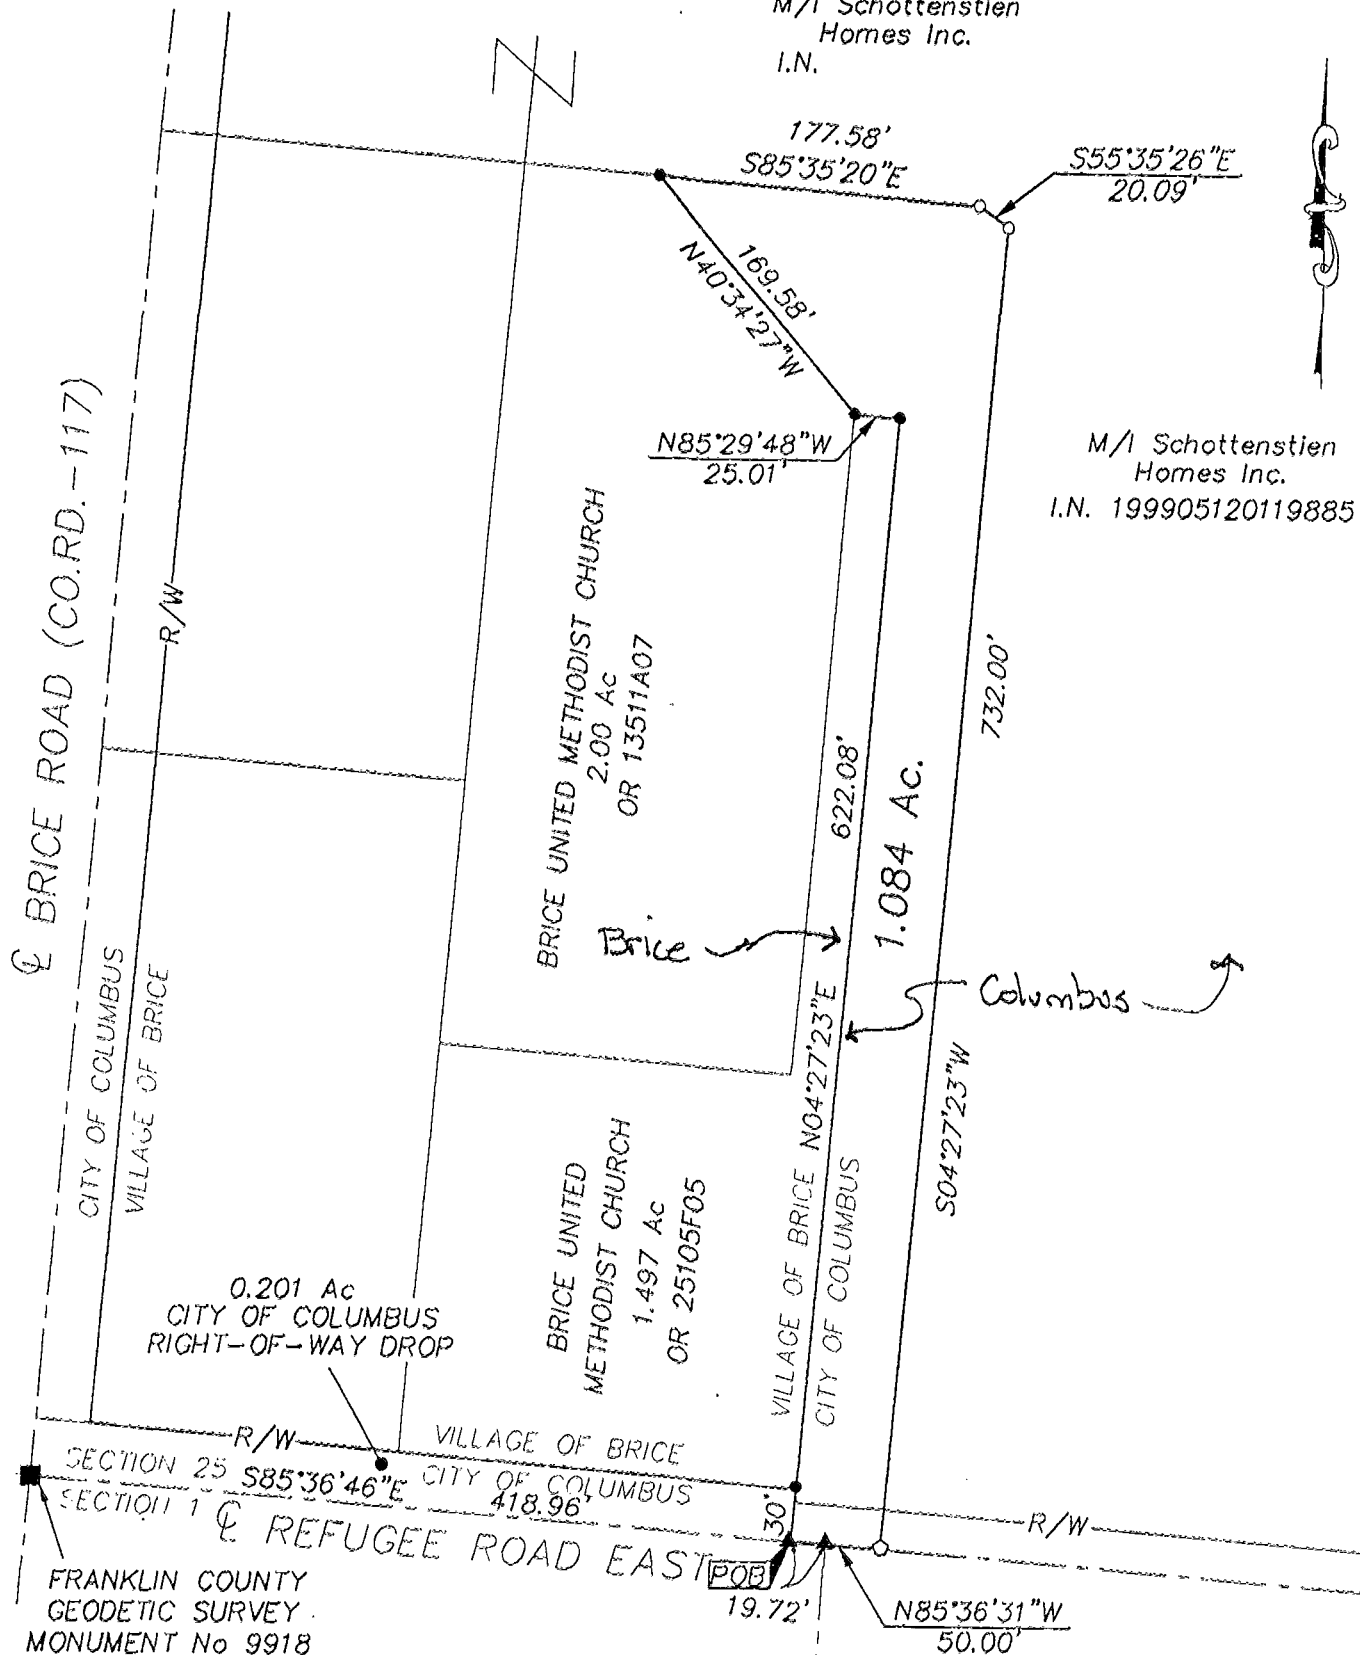 M/I Schottenstien
Homes Inc.
I.N.
177.58'
S85°35'20"E
S55°35'26"E
20.09'
169.58'
N40°34'27"W
N85°29'48"W
25.01'
M/I Schottenstien
Homes Inc.
I.N. 199905120119885
℄ BRICE ROAD (CO.RD.-117)
R/W
BRICE UNITED METHODIST CHURCH
2.00 Ac
OR 13511A07
622.08'
1.084 Ac.
732.00'
Brice
Columbus
N04°27'23"E
S04°27'23"W
CITY OF COLUMBUS
VILLAGE OF BRICE
VILLAGE OF BRICE
CITY OF COLUMBUS
BRICE UNITED
METHODIST CHURCH
1.497 Ac
OR 25105F05
0.201 Ac
CITY OF COLUMBUS
RIGHT-OF-WAY DROP
R/W
VILLAGE OF BRICE
SECTION 25
S85°36'46"E
CITY OF COLUMBUS
SECTION 1
418.96'
30'
R/W
℄ REFUGEE ROAD EAST
POB
19.72'
N85°36'31"W
50.00'
FRANKLIN COUNTY
GEODETIC SURVEY
MONUMENT No 9918